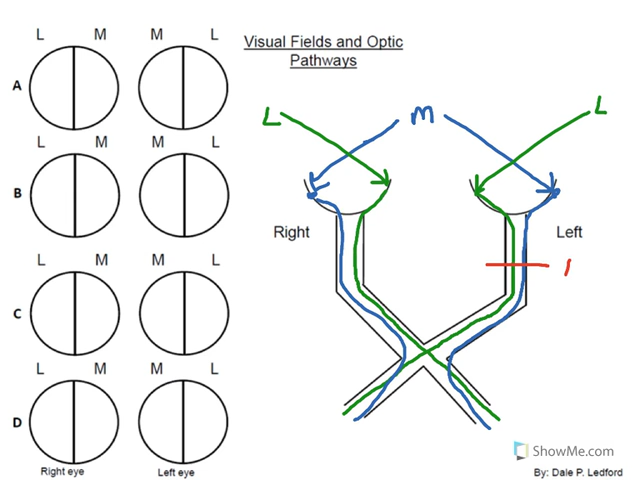 L M M L
A
L M M L
B
L M M L
C
L M M L
D
Right eye Left eye
Visual Fields and Optic
Pathways
L M L
Right Left
1
ShowMe.com
By: Dale P. Ledford